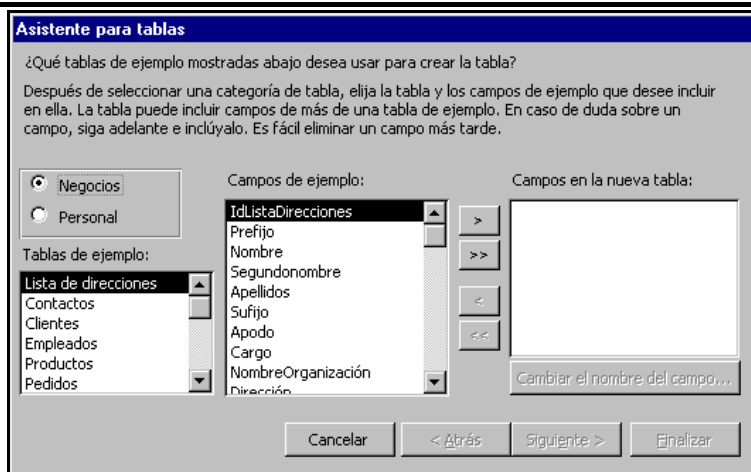 Asistente para tablas
¿Qué tablas de ejemplo mostradas abajo desea usar para crear la tabla?
Después de seleccionar una categoría de tabla, elija la tabla y los campos de ejemplo que desee incluir
en ella. La tabla puede incluir campos de más de una tabla de ejemplo. En caso de duda sobre un
campo, siga adelante e inclúyalo. Es fácil eliminar un campo más tarde.
Negocios
Personal
Tablas de ejemplo:
Lista de direcciones
Contactos
Clientes
Empleados
Productos
Pedidos
Campos de ejemplo:
IdListaDirecciones
Prefijo
Nombre
Segundonombre
Apellidos
Sufijo
Apodo
Cargo
NombreOrganización
Dirección
>
>>
<
<<
Campos en la nueva tabla:
Cambiar el nombre del campo...
Cancelar
< Atrás
Siguiente >
Finalizar